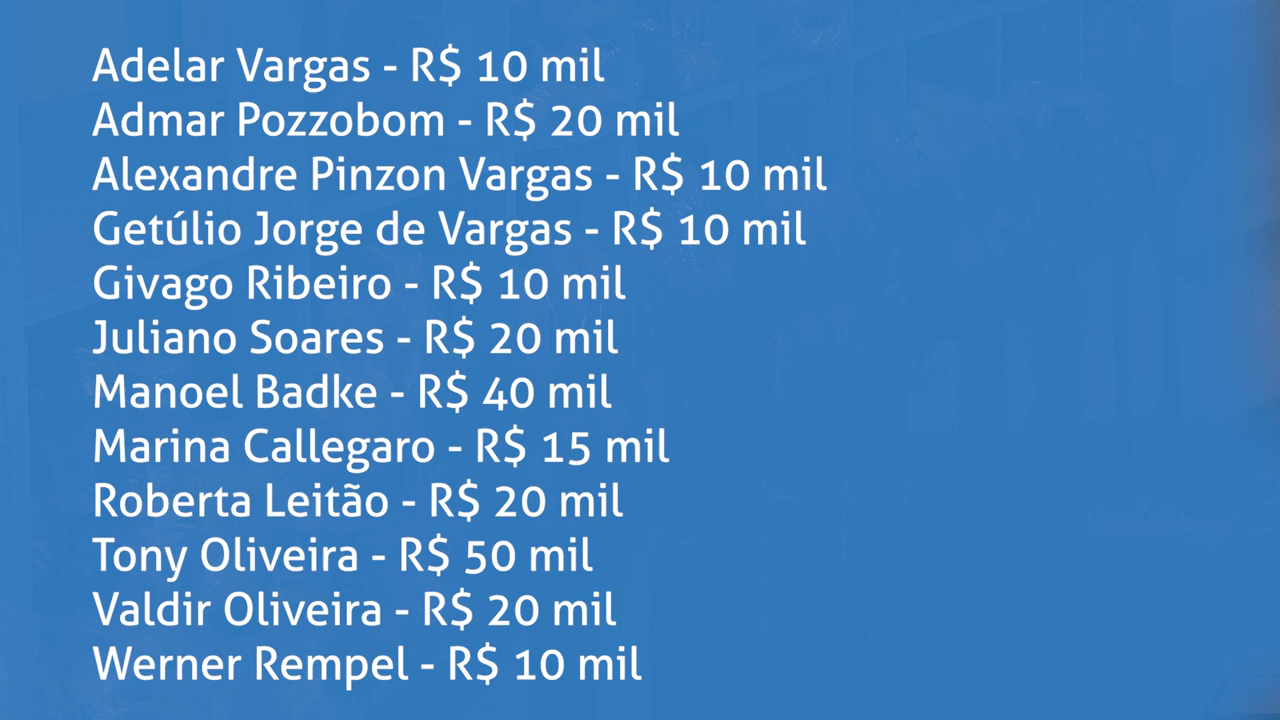 Adelar Vargas - R$ 10 mil
Admar Pozzobom - R$ 20 mil
Alexandre Pinzon Vargas - R$ 10 mil
Getúlio Jorge de Vargas - R$ 10 mil
Givago Ribeiro - R$ 10 mil
Juliano Soares - R$ 20 mil
Manoel Badke - R$ 40 mil
Marina Callegaro - R$ 15 mil
Roberta Leitão - R$ 20 mil
Tony Oliveira - R$ 50 mil
Valdir Oliveira - R$ 20 mil
Werner Rempel - R$ 10 mil